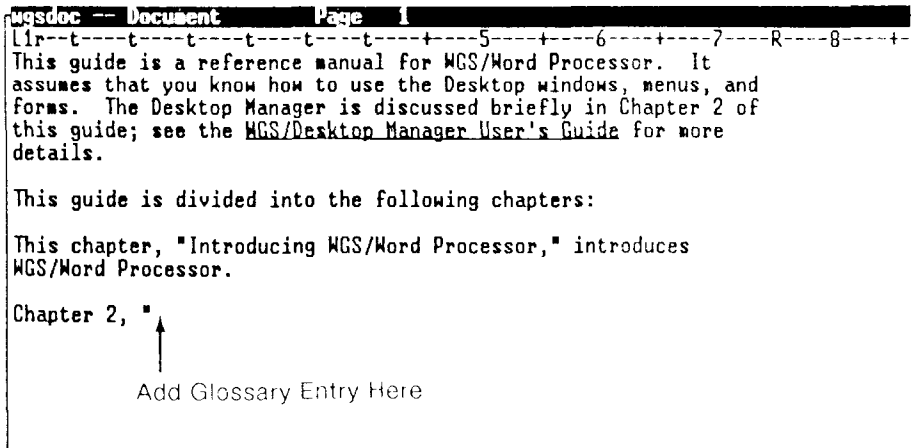 wgsdoc -- Document Page 1
L1r--t----t----t----t----t----t----+----5----+----6----+----7----R----8----+-
This guide is a reference manual for WGS/Word Processor. It
assumes that you know how to use the Desktop windows, menus, and
forms. The Desktop Manager is discussed briefly in Chapter 2 of
this guide; see the WGS/Desktop Manager User's Guide for more
details.
This guide is divided into the following chapters:
This chapter, "Introducing WGS/Word Processor," introduces
WGS/Word Processor.
Chapter 2, "
Add Glossary Entry Here